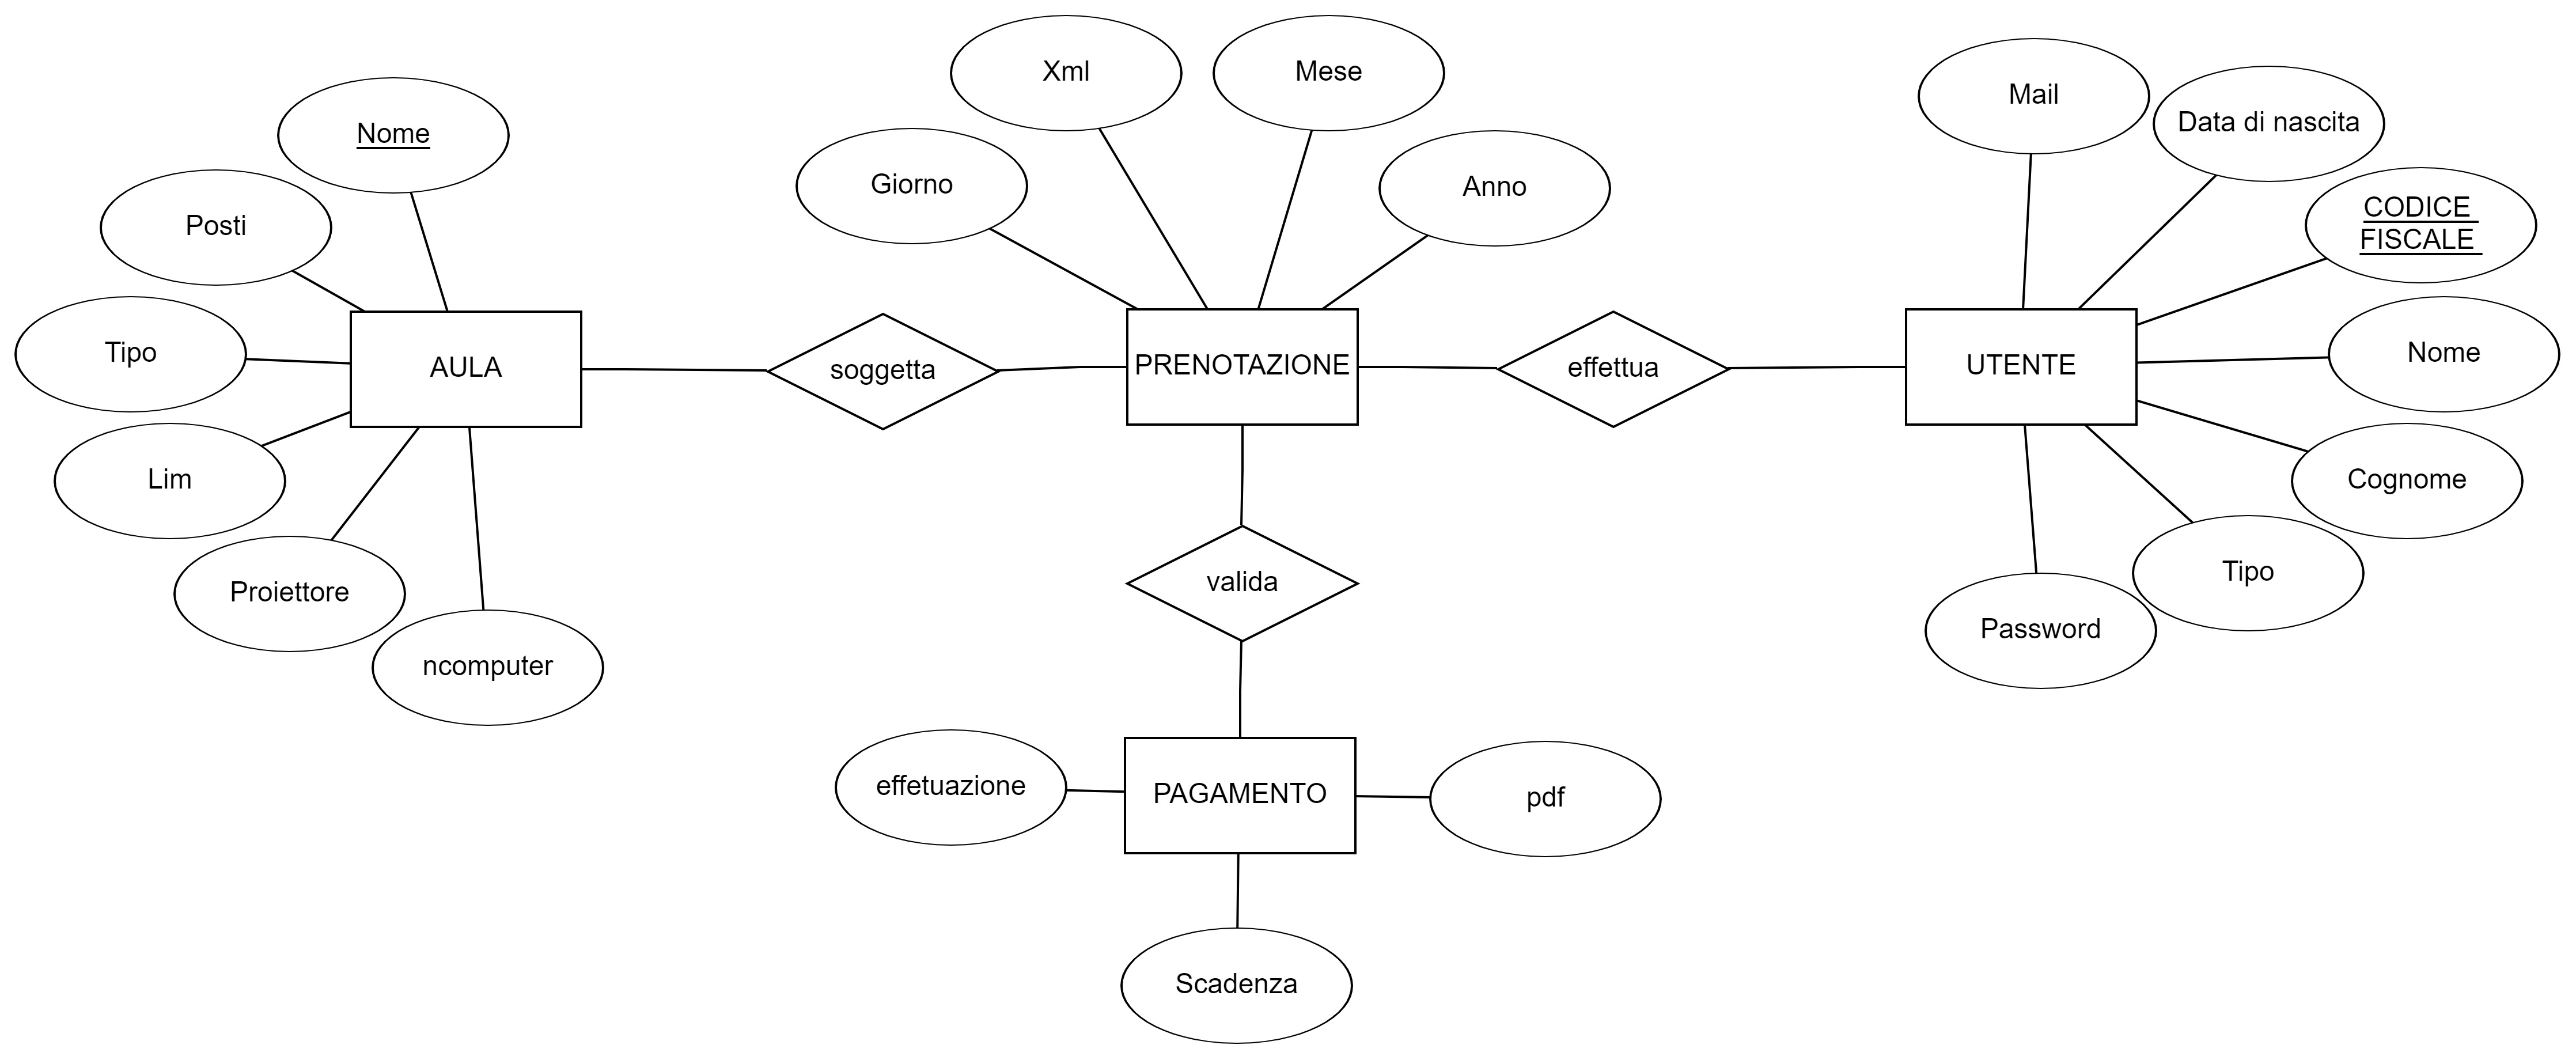 Xml
Mese
Mail
Data di nascita
Nome
Giorno
Anno
CODICE
FISCALE
Posti
Tipo
AULA
soggetta
PRENOTAZIONE
effettua
UTENTE
Nome
Lim
Cognome
Proiettore
valida
Tipo
ncomputer
Password
effetuazione
PAGAMENTO
pdf
Scadenza